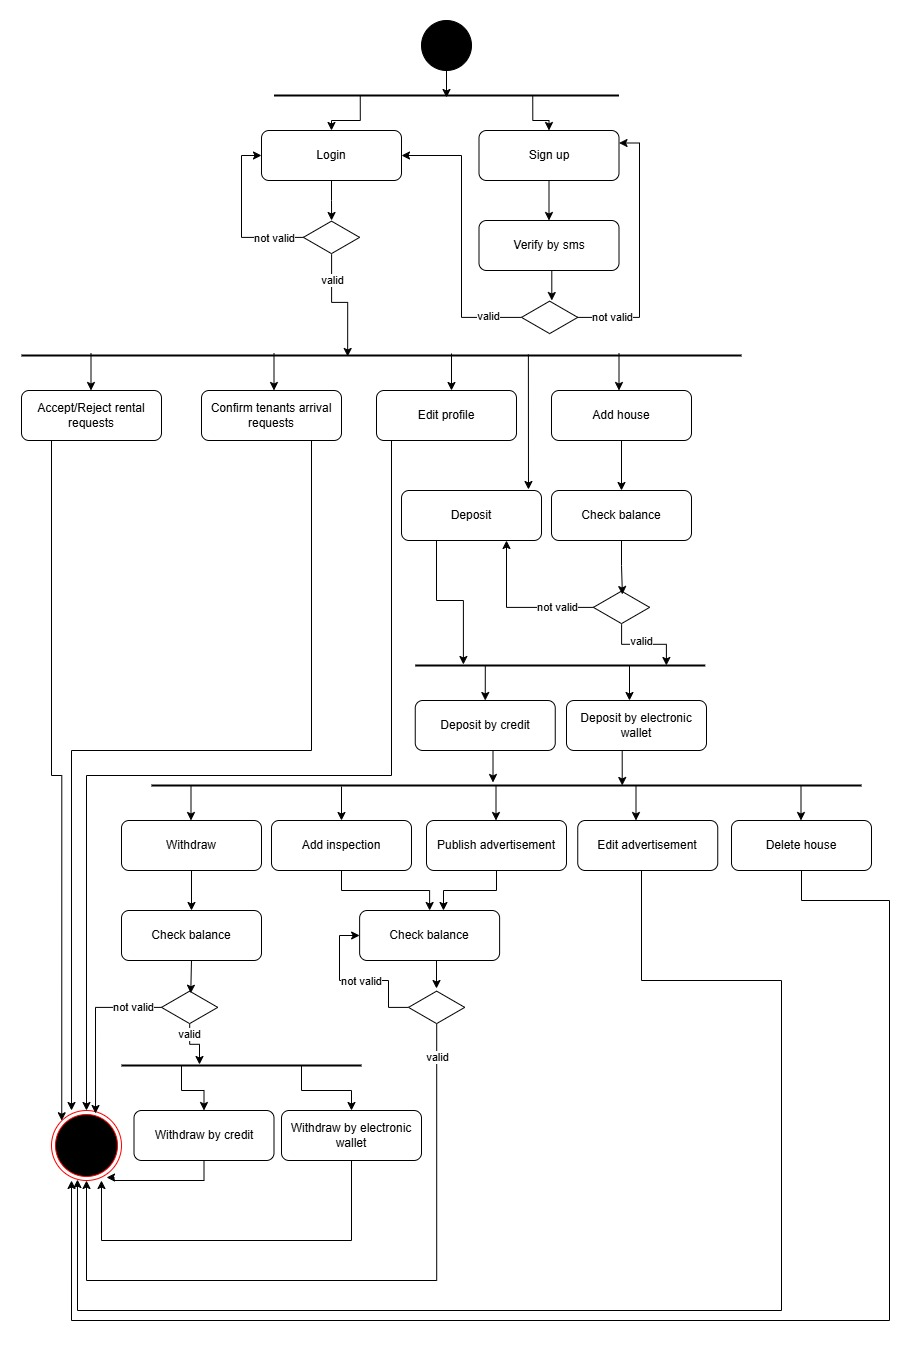 Login
Sign up
not valid
Verify by sms
valid
valid
not valid
Accept/Reject rental
requests
Confirm tenants arrival
requests
Edit profile
Add house
Deposit
Check balance
not valid
valid
Deposit by credit
Deposit by electronic
wallet
Withdraw
Add inspection
Publish advertisement
Edit advertisement
Delete house
Check balance
Check balance
not valid
not valid
valid
valid
Withdraw by credit
Withdraw by electronic
wallet